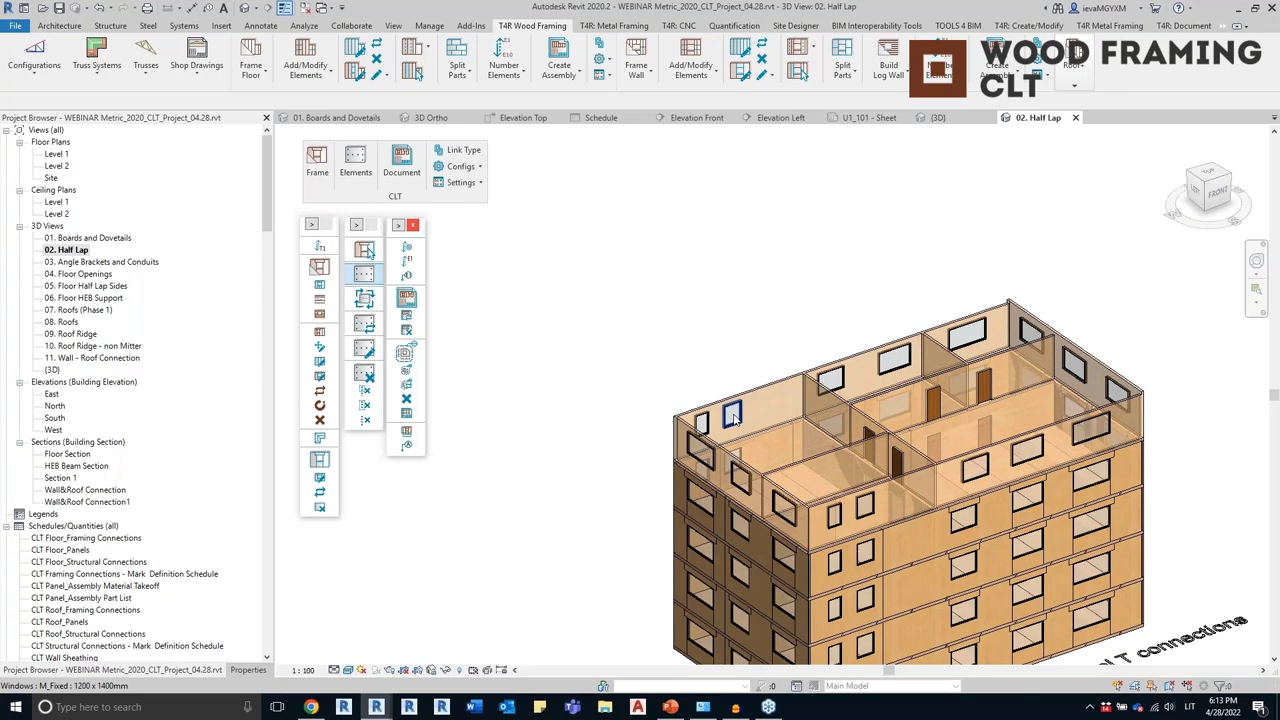 Autodesk Revit 2020.2 - WEBINAR Metric_2020_CLT_Project_04.28.rvt - 3D View: 02. Half Lap
ievaMGYXM
File Architecture Structure Steel Systems Insert Annotate Analyze Collaborate View Manage Add-Ins T4R Wood Framing T4R: Metal Framing T4R: CNC Quantification Site Designer BIM Interoperability Tools TOOLS 4 BIM T4R: Create/Modify T4R Metal Framing T4R: Document
WOOD FRAMING
CLT
Configurations Truss Systems Trusses Shop Drawings Frame Floor Add/Modify Elements Split Parts Number Elements Create Assembly Frame Wall Add/Modify Elements Split Parts Build Log Wall
Project Browser - WEBINAR Metric_2020_CLT_Project_04.28.rvt
01. Boards and Dovetails 3D Ortho Elevation Top Schedule Elevation Front Elevation Left U1_101 - Sheet {3D} 02. Half Lap
Views (all)
Floor Plans
Level 1
Level 2
Site
Ceiling Plans
Level 1
Level 2
3D Views
01. Boards and Dovetails
02. Half Lap
03. Angle Brackets and Conduits
04. Floor Openings
05. Floor Half Lap Sides
06. Floor HEB Support
07. Roofs (Phase 1)
08. Roofs
09. Roof Ridge
10. Roof Ridge - non Mitter
11. Wall - Roof Connection
{3D}
Elevations (Building Elevation)
East
North
South
West
Sections (Building Section)
Floor Section
HEB Beam Section
Section 1
Wall&Roof Connection
Wall&Roof Connection1
Legends
Schedules/Quantities (all)
CLT Floor_Framing Connections
CLT Floor_Panels
CLT Floor_Structural Connections
CLT Framing Connections - Mark Definition Schedule
CLT Panel_Assembly Material Takeoff
CLT Panel_Assembly Part List
CLT Roof_Framing Connections
CLT Roof_Panels
CLT Roof_Structural Connections
CLT Structural Connections - Mark Definition Schedule
CLT Wall Sheathing
Frame Elements Document
Link Type
Configs
Settings
CLT
TOP
FRONT
T connections
Project Browser - WEBINAR Metric_2020_CLT_Project_04.28.rvt Properties
1 : 100
Windows : M_Fixed : 1200 x 1400mm
:0 Main Model :0
Type here to search
LIT
6:13 PM
4/28/2022